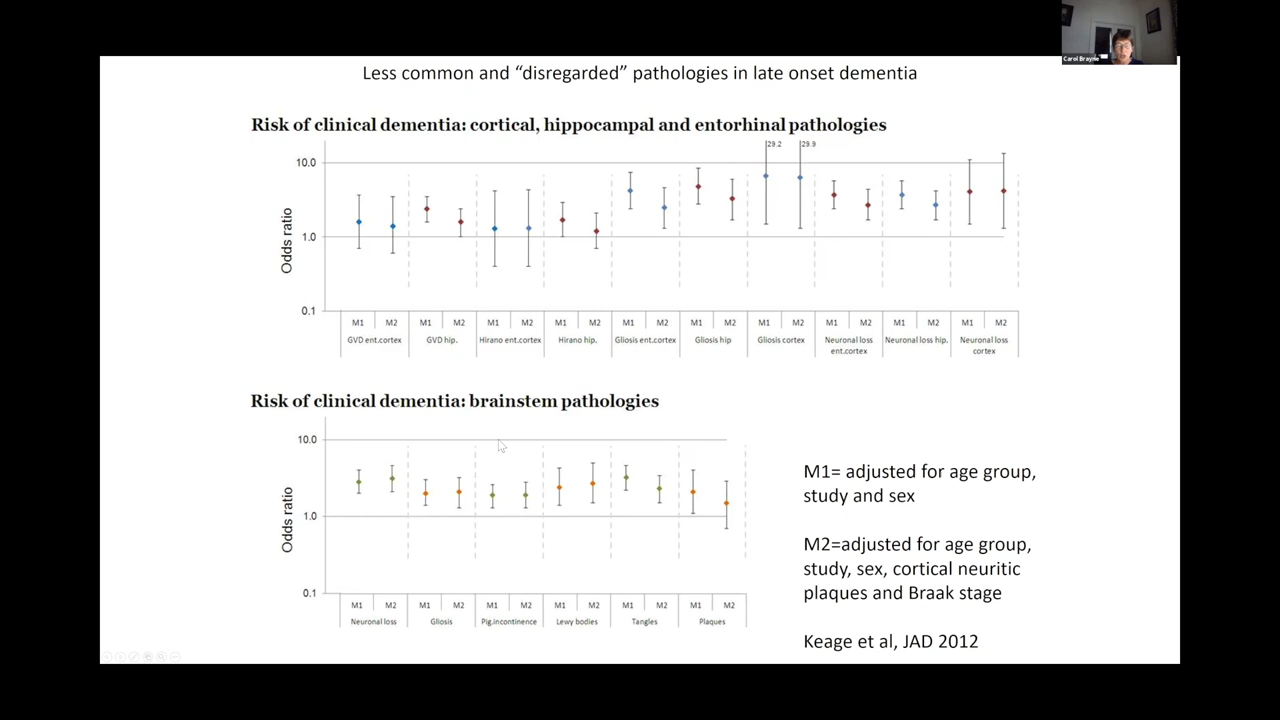 Carol Brayne
Less common and “disregarded” pathologies in late onset dementia
Risk of clinical dementia: cortical, hippocampal and entorhinal pathologies
29.2 29.9
10.0
1.0
0.1
Odds ratio
M1 M2 M1 M2 M1 M2 M1 M2 M1 M2 M1 M2 M1 M2 M1 M2 M1 M2 M1 M2
GVD ent.cortex GVD hip. Hirano ent.cortex Hirano hip. Gliosis ent.cortex Gliosis hip Gliosis cortex Neuronal loss Neuronal loss hip. Neuronal loss
ent.cortex cortex
Risk of clinical dementia: brainstem pathologies
10.0
1.0
0.1
Odds ratio
M1 M2 M1 M2 M1 M2 M1 M2 M1 M2 M1 M2
Neuronal loss Gliosis Pig.incontinence Lewy bodies Tangles Plaques
M1= adjusted for age group,
study and sex
M2=adjusted for age group,
study, sex, cortical neuritic
plaques and Braak stage
Keage et al, JAD 2012